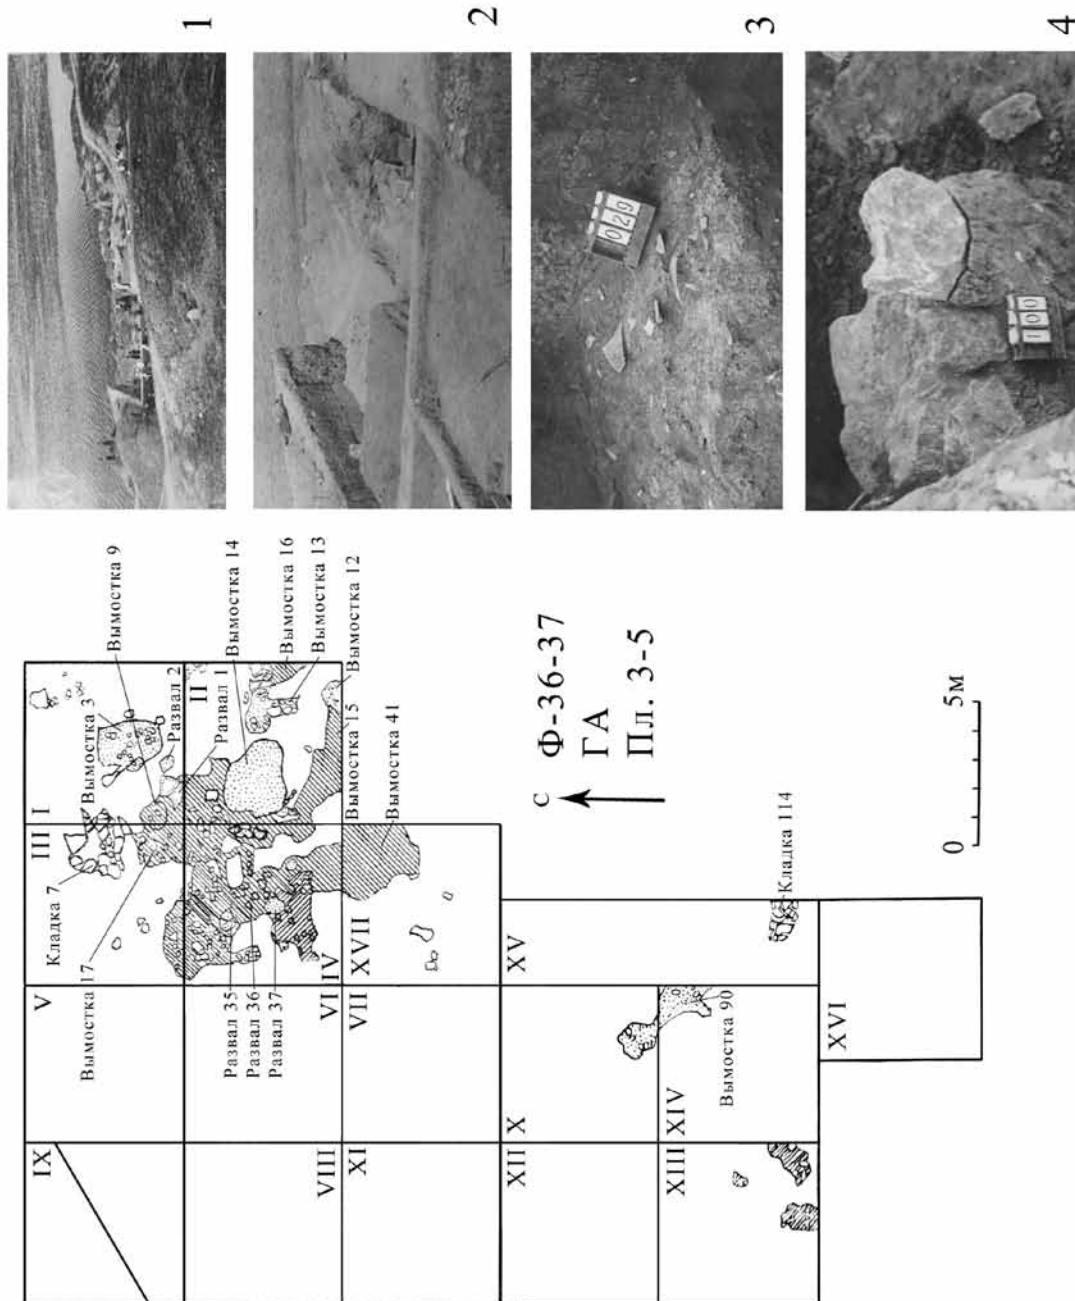 1
2
3
4
029
100
Вымостка 9
Вымостка 3
Развал 2
Вымостка 14
Развал 1
Вымостка 16
Вымостка 13
Вымостка 12
Вымостка 15
Вымостка 41
Кладка 7
Вымостка 17
Развал 35
Развал 36
Развал 37
Вымостка 90
Кладка 114
I
II
III
IV
V
VI
VII
VIII
IX
X
XI
XII
XIII
XIV
XV
XVI
XVII
С
Ф-36-37
ГА
Пл. 3-5
0
5м